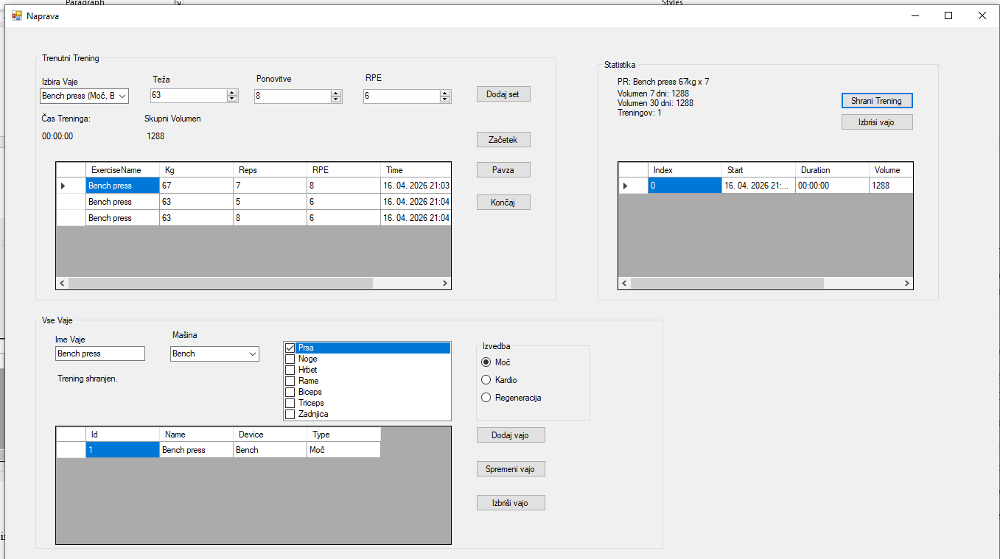 Paragraph
Styles
Naprava
Trenutni Trening
Izbira Vaje
Teža
Ponovitve
RPE
Bench press (Moč, B
63
8
6
Dodaj set
Čas Treninga:
Skupni Volumen
00:00:00
1288
Začetek
Pavza
Končaj
ExerciseName Kg Reps RPE Time
Bench press 67 7 8 16. 04. 2026 21:03
Bench press 63 5 6 16. 04. 2026 21:04
Bench press 63 8 6 16. 04. 2026 21:04
Statistika
PR: Bench press 67kg x 7
Volumen 7 dni: 1288
Volumen 30 dni: 1288
Treningov: 1
Shrani Trening
Izbrisi vajo
Index Start Duration Volume
0 16. 04. 2026 21:... 00:00:00 1288
Vse Vaje
Ime Vaje
Mašina
Bench press
Bench
Trening shranjen.
Prsa
Noge
Hrbet
Rame
Biceps
Triceps
Zadnjica
Izvedba
Moč
Kardio
Regeneracija
Id Name Device Type
1 Bench press Bench Moč
Dodaj vajo
Spremeni vajo
Izbriši vajo